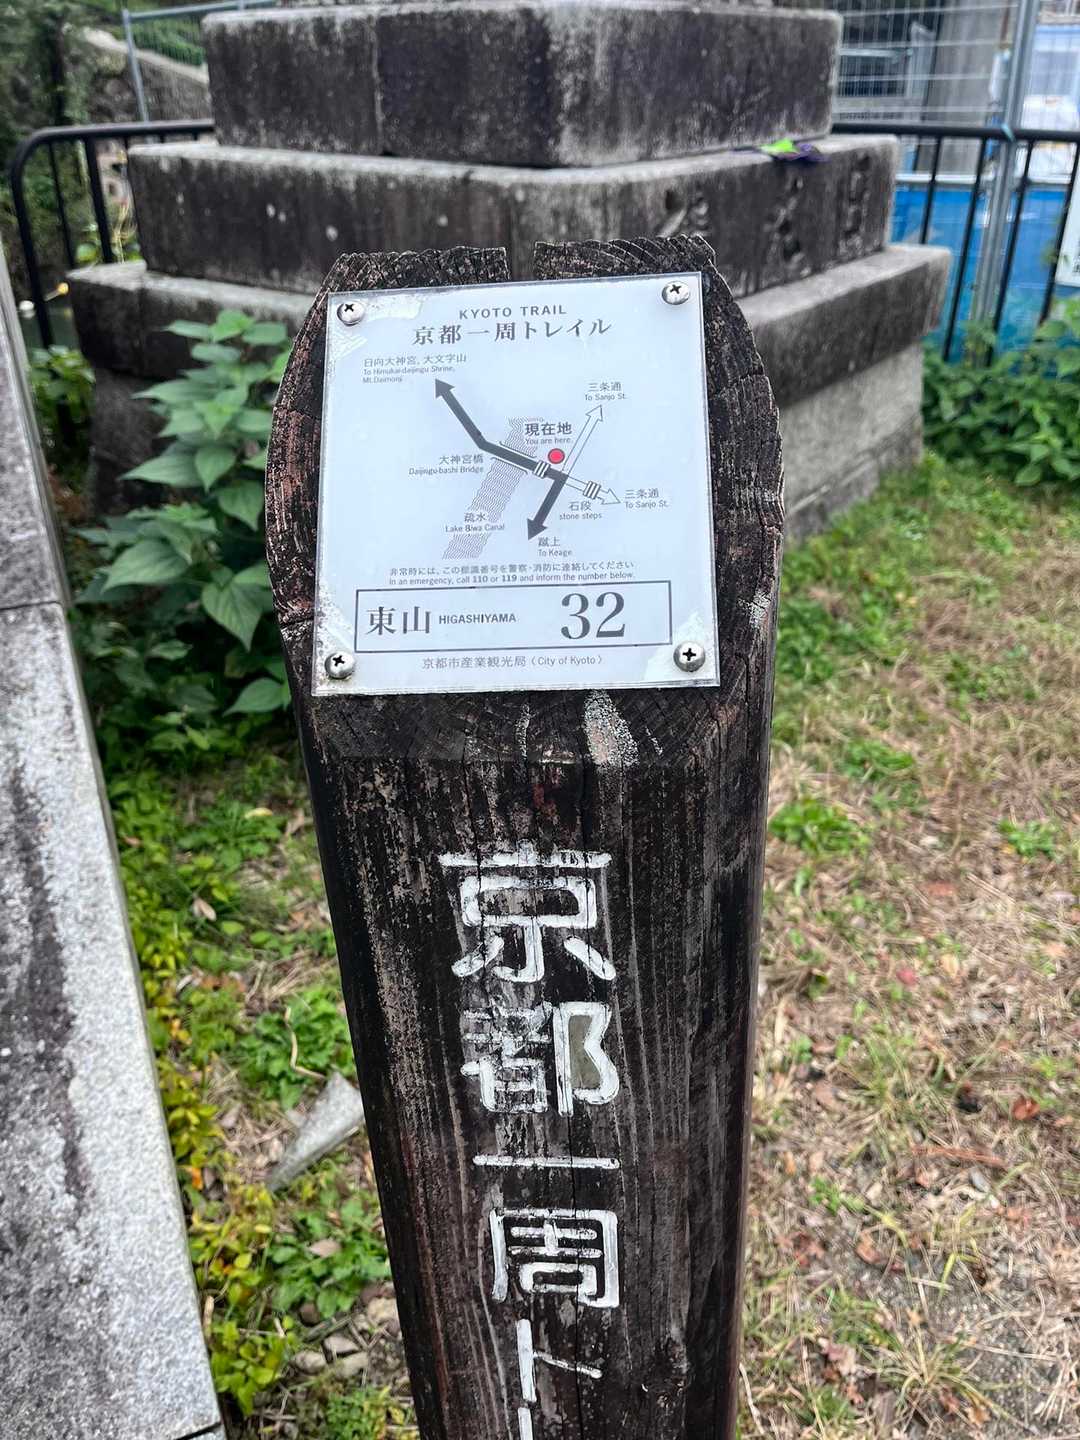 KYOTO TRAIL
京都一周トレイル
日向大神宮、大文字山
To Himukai-daijingu Shrine,
Mt.Daimonji
三条通
To Sanjo St.
現在地
You are here.
大神宮橋
Daijingu-bashi Bridge
三条通
To Sanjo St.
石段
stone steps
疏水
Lake Biwa Canal
蹴上
To Keage
非常時には、この標識番号を警察・消防に連絡してください
In an emergency, call 110 or 119 and inform the number below.
東山 HIGASHIYAMA 32
京都市産業観光局〈City of Kyoto〉
京都一周トレ